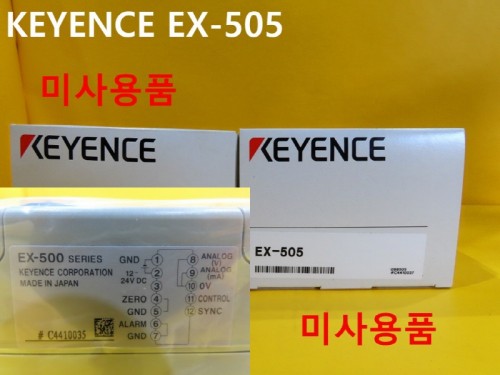 KEYENCE EX-505
미사용품
KEYENCE
KEYENCE
EX-505
EX-500 SERIES
KEYENCE CORPORATION
MADE IN JAPAN
# C4410035
GND 1
12-24V DC 2
3
ZERO 4
GND 5
ALARM 6
GND 7
8 ANALOG (V)
9 ANALOG (mA)
10 0V
11 CONTROL
12 SYNC
미사용품